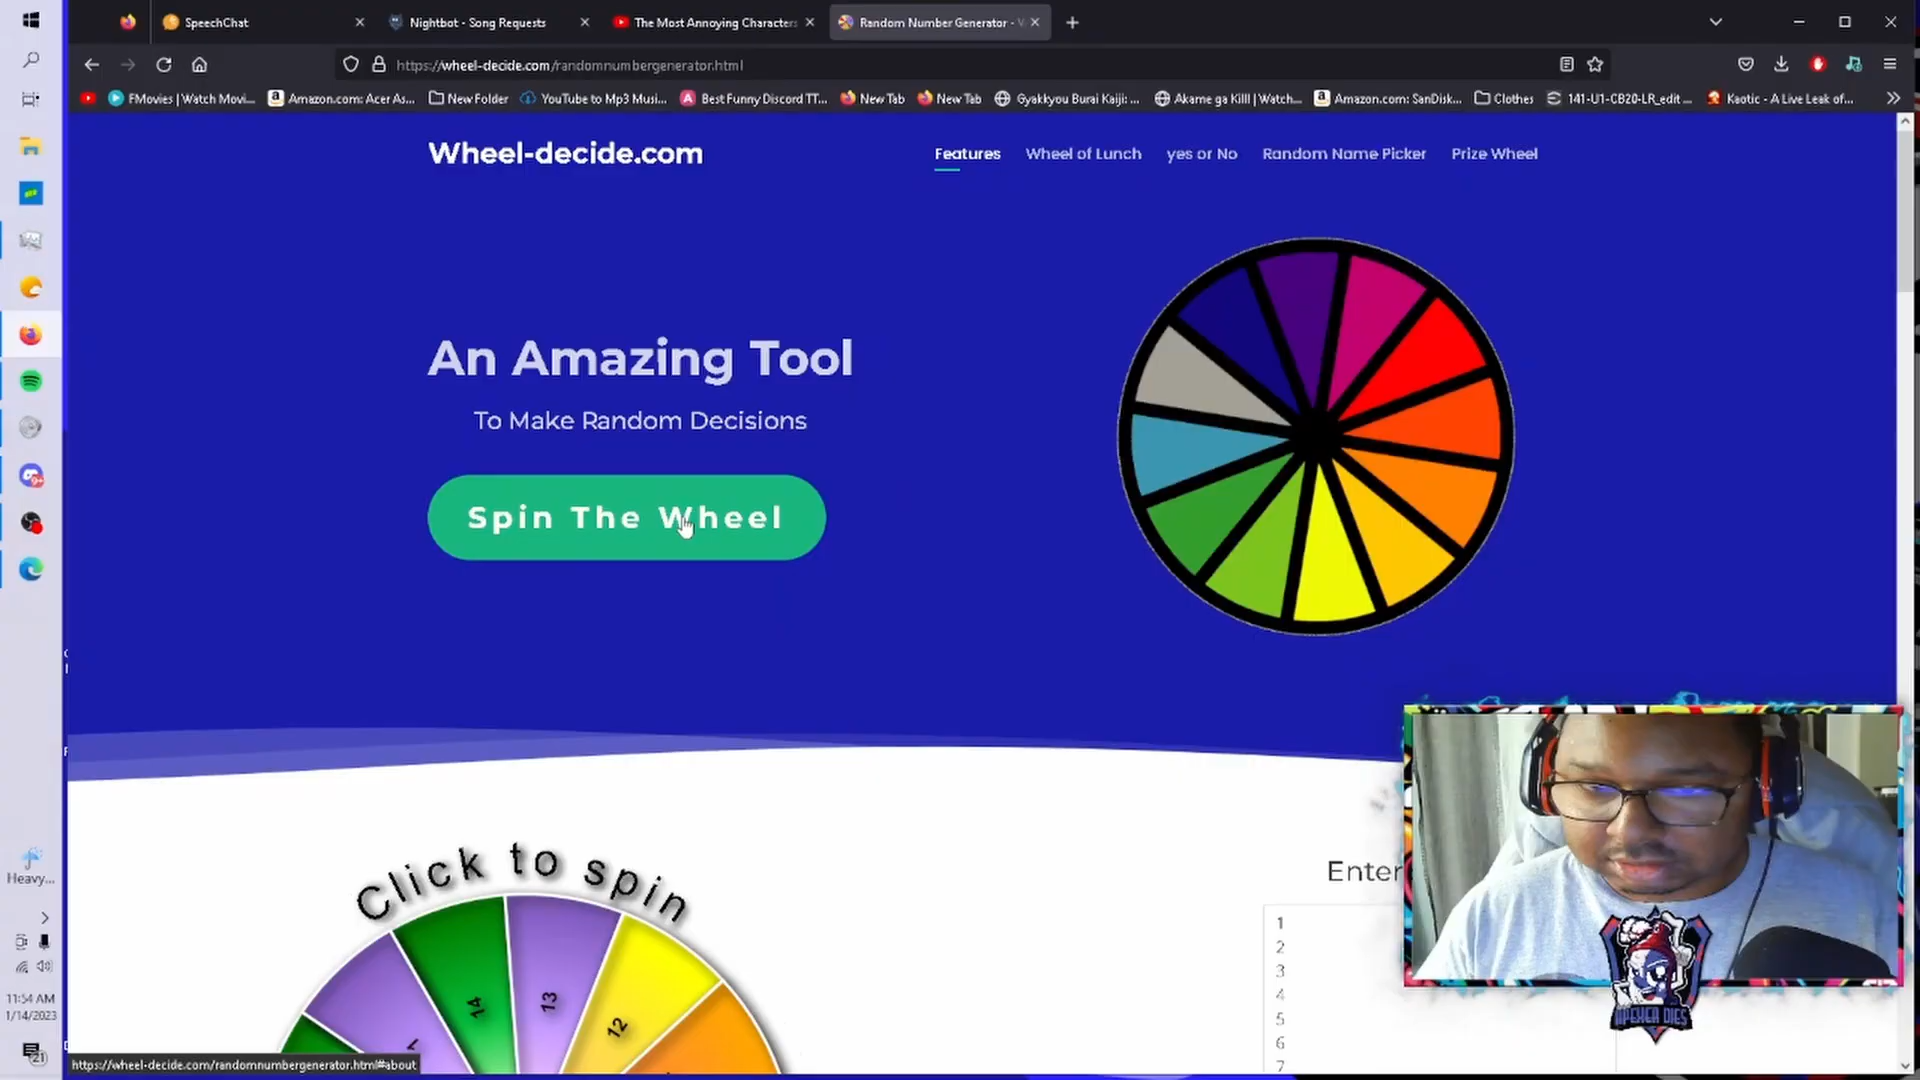 SpeechChat
Nightbot - Song Requests
The Most Annoying Characters
Random Number Generator - V
https://wheel-decide.com/randomnumbergenerator.html
FMovies | Watch Movi...
Amazon.com: Acer As...
New Folder
YouTube to Mp3 Musi...
Best Funny Discord TT...
New Tab
New Tab
Gyakkyou Burai Kaiji: ...
Akame ga Kill! | Watch...
Amazon.com: SanDisk...
Clothes
141-U1-CB20-LR_edit ...
Kaotic - A Live Leak of...
Wheel-decide.com
Features
Wheel of Lunch
yes or No
Random Name Picker
Prize Wheel
An Amazing Tool
To Make Random Decisions
Spin The Wheel
Click to spin
14
13
12
Enter
1
2
3
4
5
6
7
APEXER DIES
Heavy...
11:54 AM
1/14/2023
21
https://wheel-decide.com/randomnumbergenerator.html#about